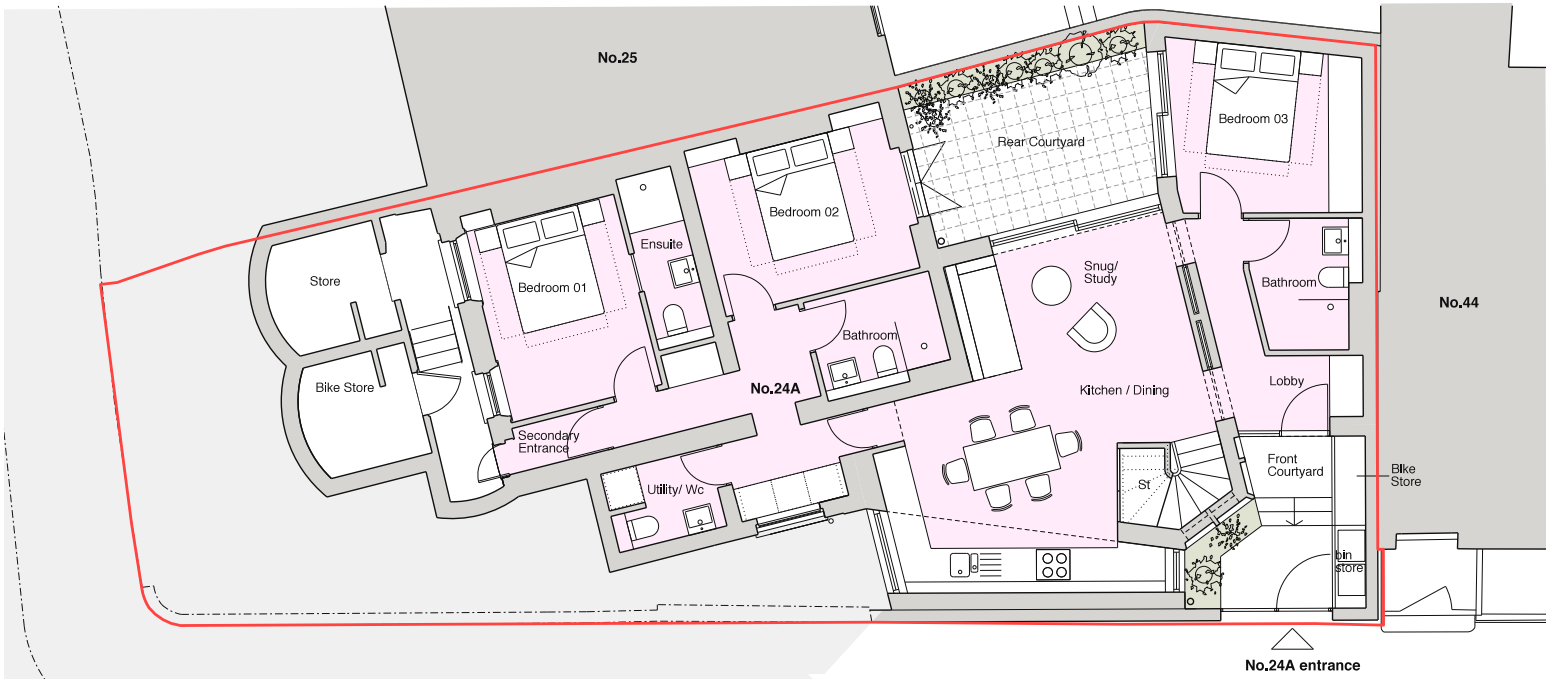 No.25
Bedroom 03
Rear Courtyard
Bedroom 02
Ensuite
Snug/
Study
Store
Bedroom 01
Bathroom
No.44
Bathroom
Bike Store
No.24A
Kitchen / Dining
Lobby
Secondary
Entrance
Front
Courtyard
BIke
Store
Utility/ Wc
St
bin
store
No.24A entrance